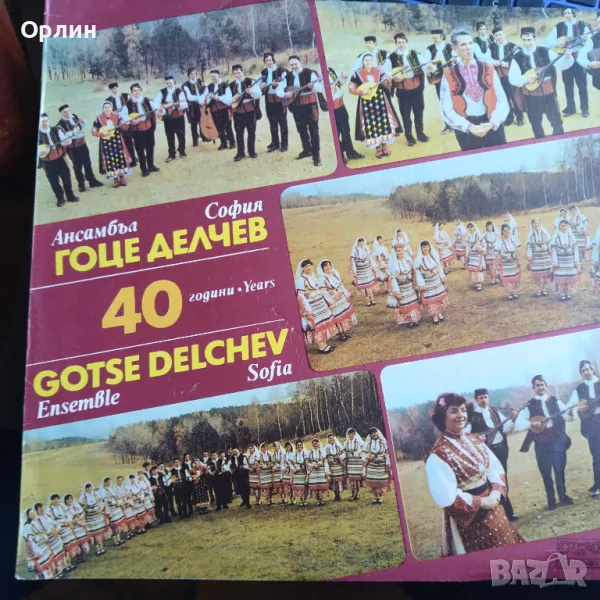 Орлин
София
Ансамбъл
ГОЦЕ ДЕЛЧЕВ
40 години • Years
GOTSE DELCHEV
Ensemble
Sofia
bazar